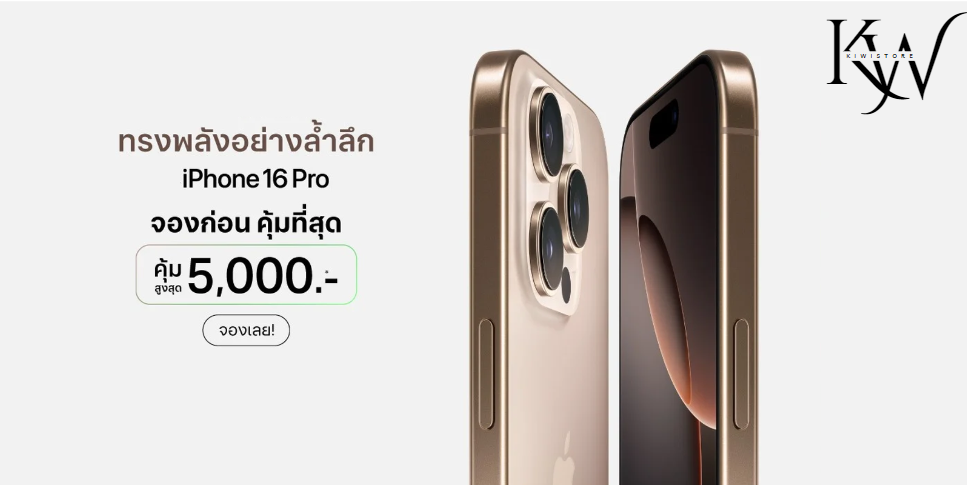 KW
KIWISTORE
ทรงพลังอย่างล้ำลึก
iPhone 16 Pro
จองก่อน คุ้มที่สุด
คุ้ม
สูงสุด
5,000.-
จองเลย!